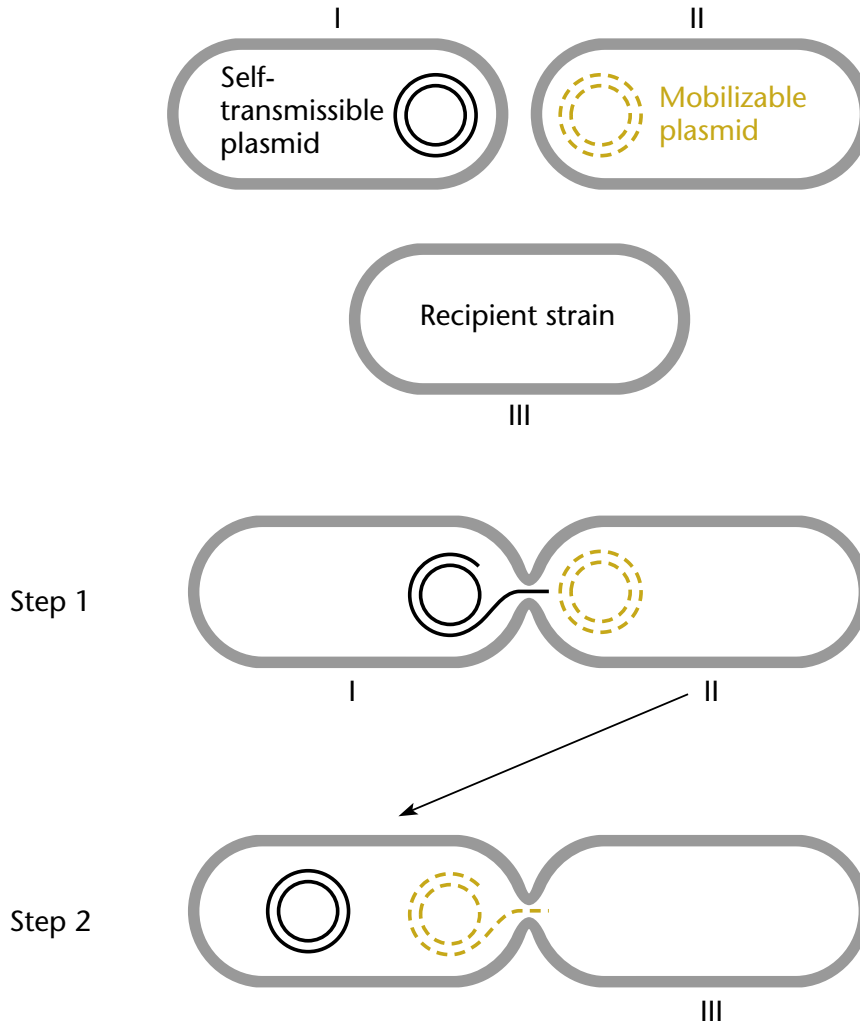 I
II
Self-
transmissible
plasmid
Mobilizable
plasmid
Recipient strain
III
Step 1
I
II
Step 2
III